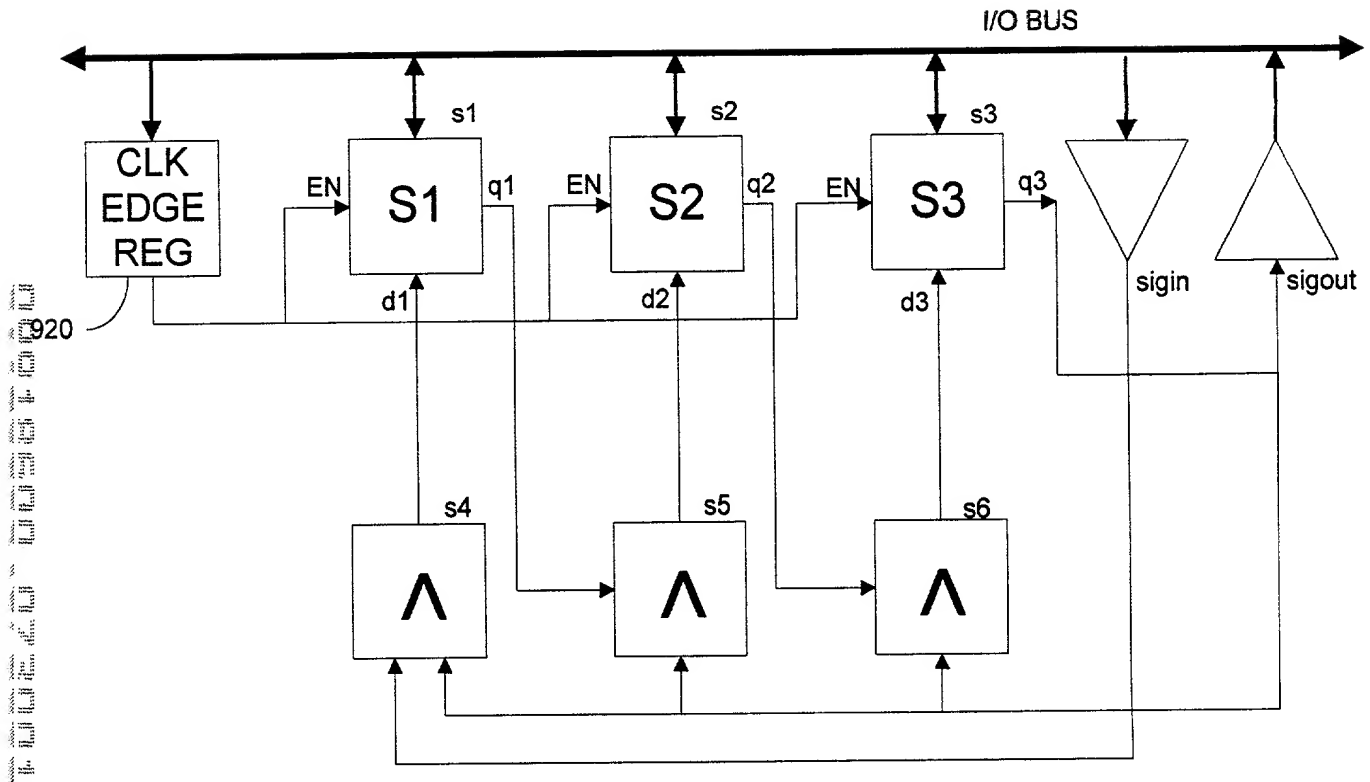 I/O BUS
s1
s2
s3
CLK
EDGE
REG
EN
S1
q1
EN
S2
q2
EN
S3
q3
sigin
sigout
d1
d2
d3
920
s4
s5
s6
Λ
Λ
Λ